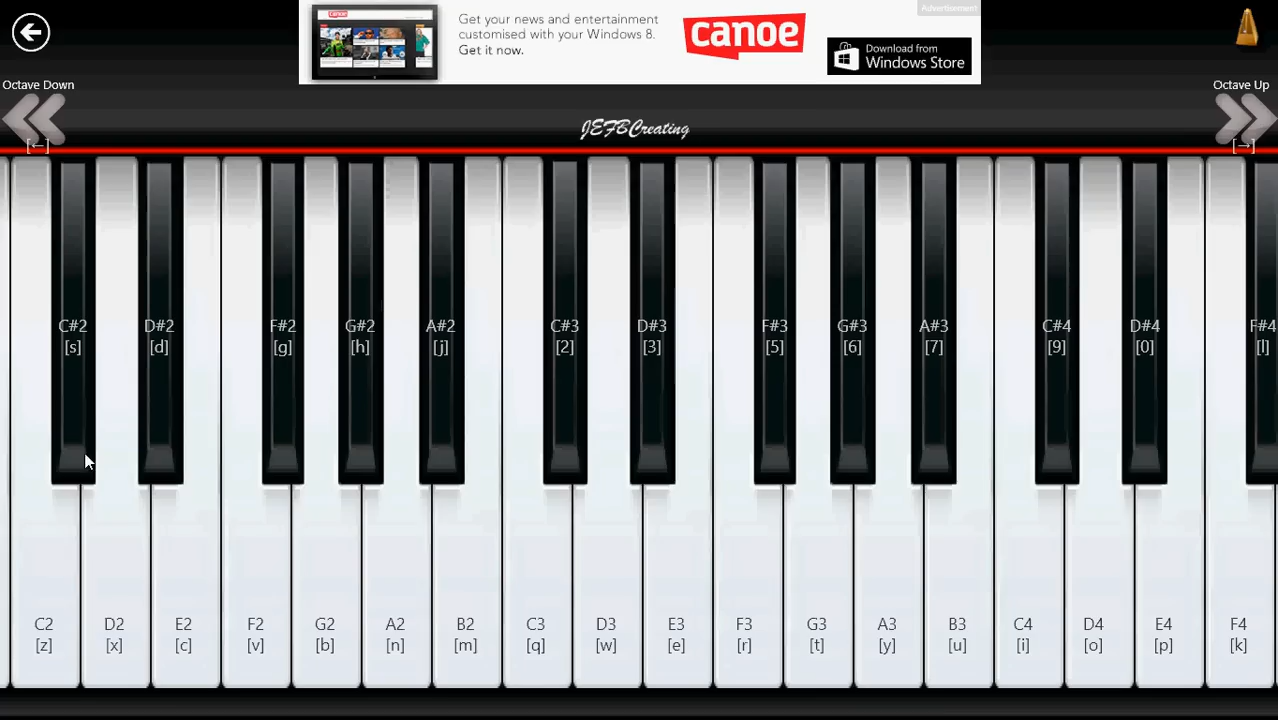 Get your news and entertainment
customised with your Windows 8.
Get it now.
canoe
Advertisement
Download from
Windows Store
Octave Down
[←]
Octave Up
[→]
JEFBCreating
C#2 D#2 F#2 G#2 A#2 C#3 D#3 F#3 G#3 A#3 C#4 D#4 F#4
[s] [d] [g] [h] [j] [2] [3] [5] [6] [7] [9] [0] [l]
C2 D2 E2 F2 G2 A2 B2 C3 D3 E3 F3 G3 A3 B3 C4 D4 E4 F4
[z] [x] [c] [v] [b] [n] [m] [q] [w] [e] [r] [t] [y] [u] [i] [o] [p] [k]